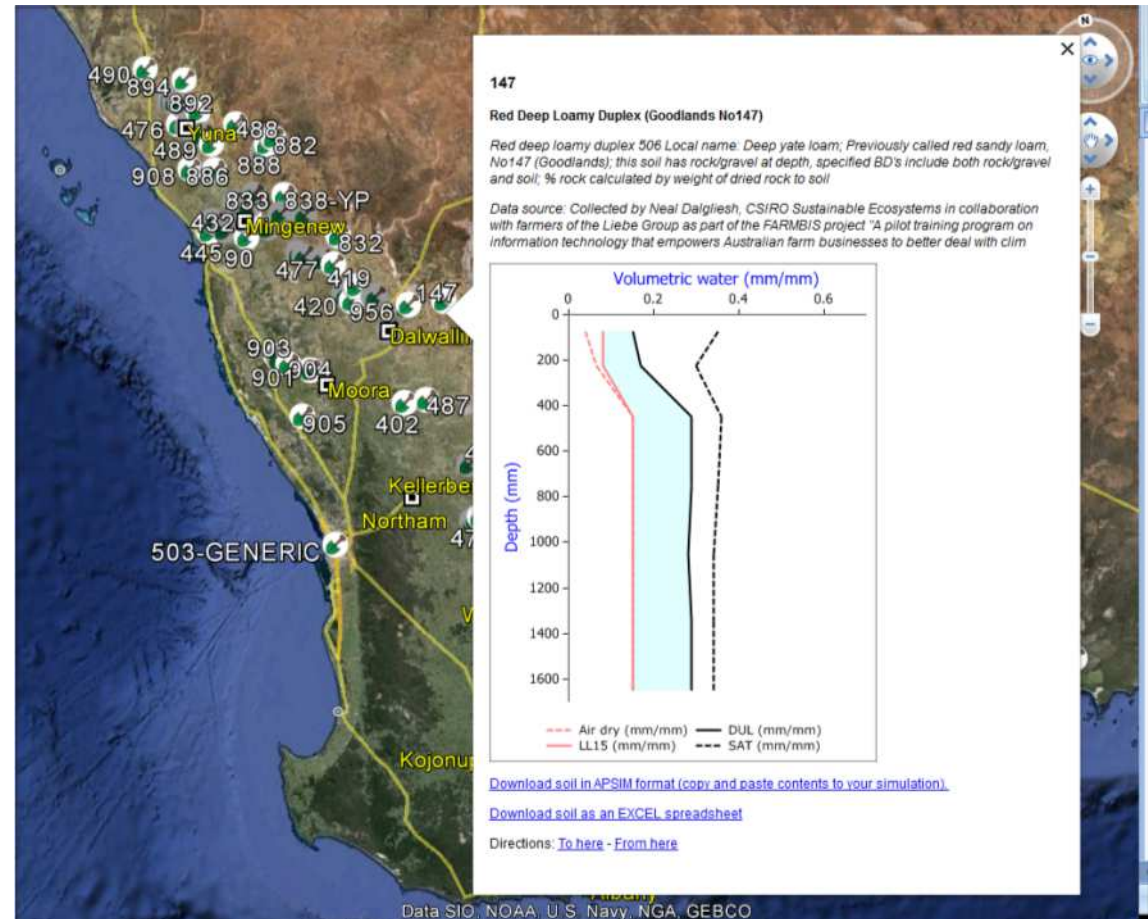 490
894
892
476
Yuna
488
489
882
908
886
888
833
838-YP
432
Mingenew
445
90
832
477
419
420
956
147
Dalwallin
903
904
901
Moora
402
487
905
Kellerbe
Northam
47
503-GENERIC
Kojonup
Albany
Data SIO, NOAA, U.S. Navy, NGA, GEBCO
N
147
Red Deep Loamy Duplex (Goodlands No147)
Red deep loamy duplex 506 Local name: Deep yate loam; Previously called red sandy loam,
No147 (Goodlands); this soil has rock/gravel at depth, specified BD's include both rock/gravel
and soil; % rock calculated by weight of dried rock to soil
Data source: Collected by Neal Dalgliesh, CSIRO Sustainable Ecosystems in collaboration
with farmers of the Liebe Group as part of the FARMBIS project "A pilot training program on
information technology that empowers Australian farm businesses to better deal with clim
Volumetric water (mm/mm)
0 0.2 0.4 0.6
0
200
400
600
800
1000
1200
1400
1600
Depth (mm)
Air dry (mm/mm) DUL (mm/mm)
LL15 (mm/mm) SAT (mm/mm)
Download soil in APSIM format (copy and paste contents to your simulation).
Download soil as an EXCEL spreadsheet
Directions: To here - From here